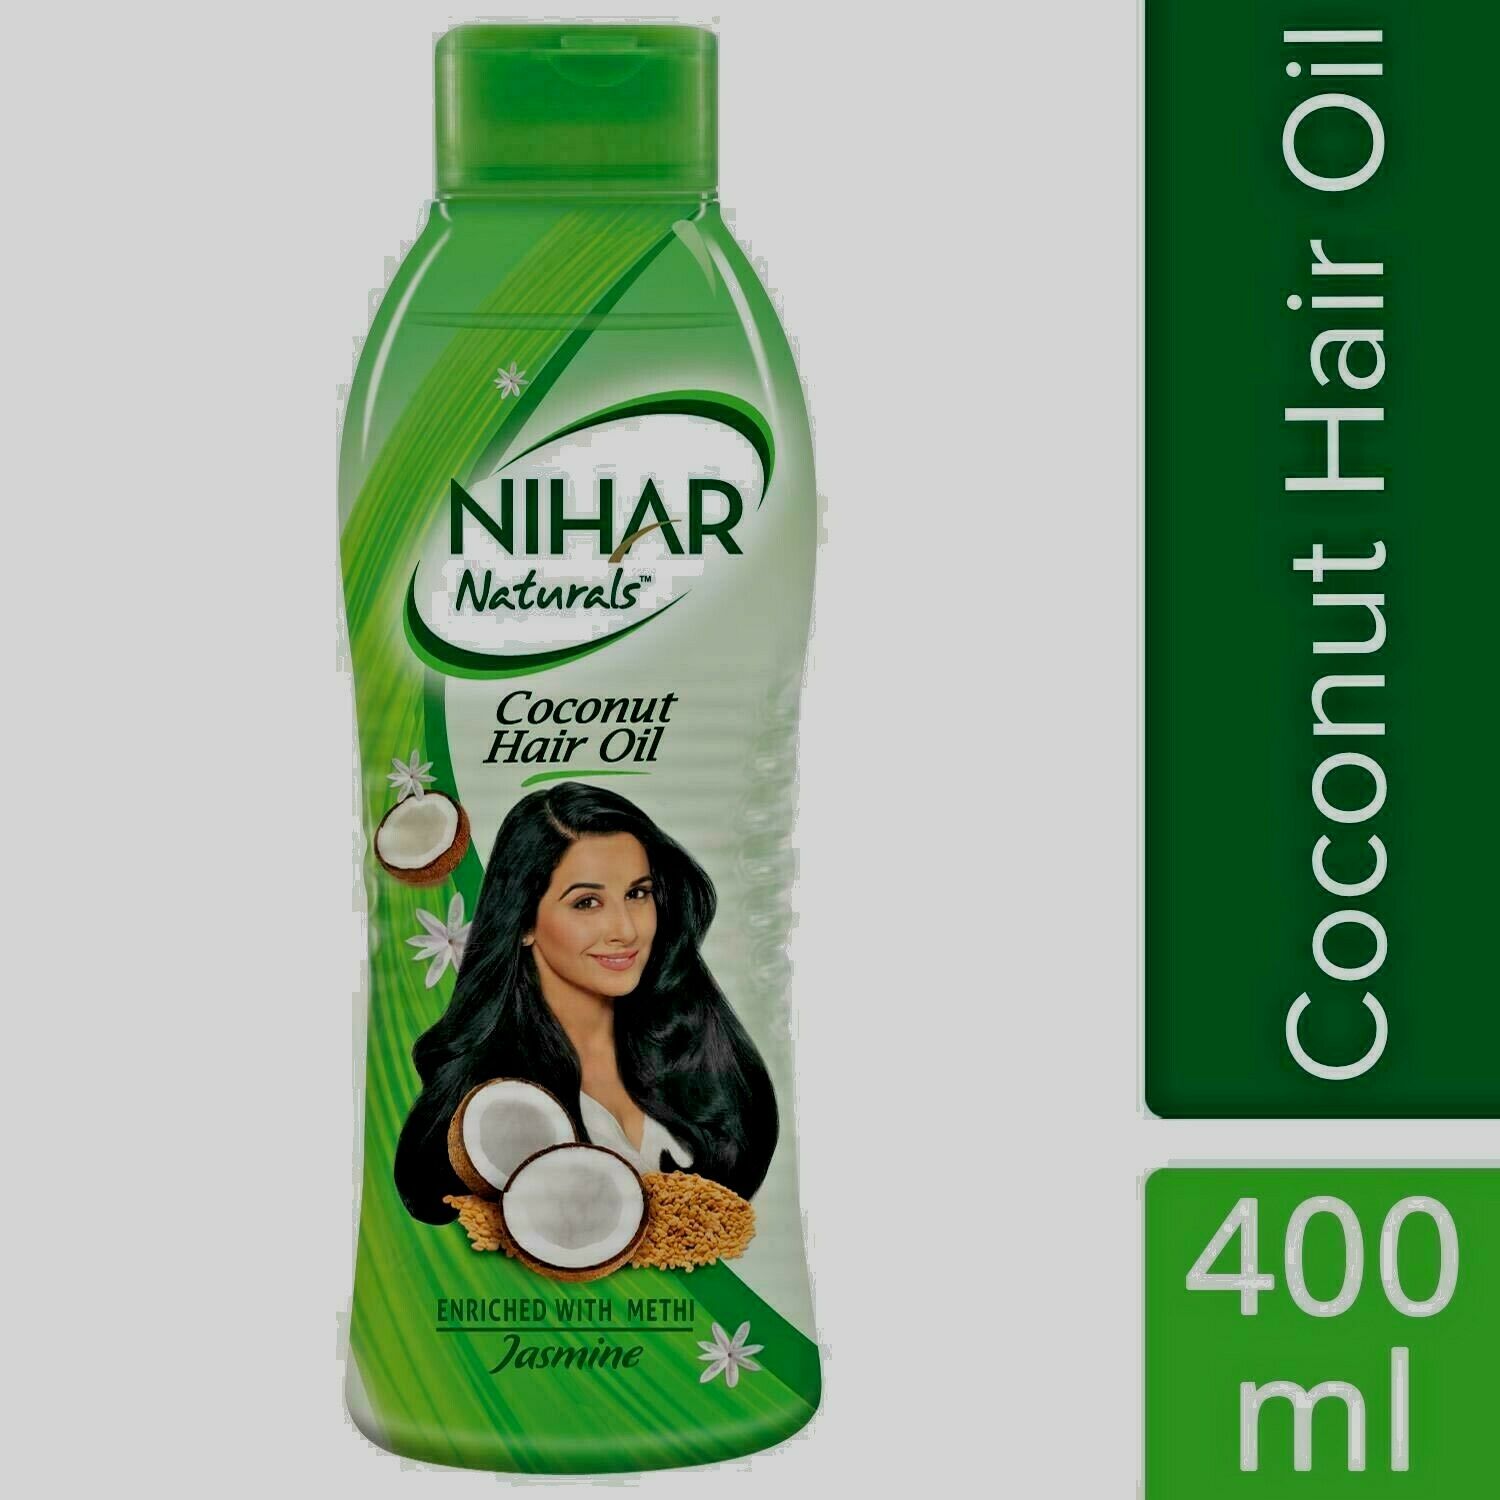 NIHAR
Naturals™
Coconut
Hair Oil
ENRICHED WITH METHI
Jasmine
Coconut Hair Oil
400
ml